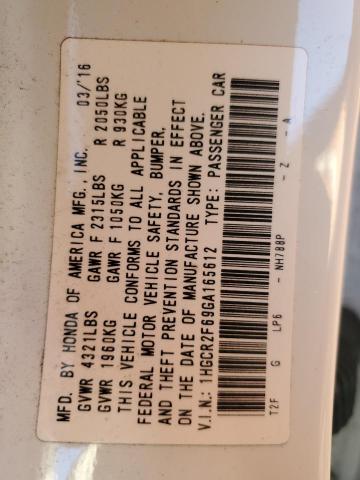 MFD. BY HONDA OF AMERICA MFG., INC. 03/'16
GVWR 4321LBS GAWR F 2315LBS R 2050LBS
GVWR 1960KG GAWR F 1050KG R 930KG
THIS VEHICLE CONFORMS TO ALL APPLICABLE
FEDERAL MOTOR VEHICLE SAFETY, BUMPER,
AND THEFT PREVENTION STANDARDS IN EFFECT
ON THE DATE OF MANUFACTURE SHOWN ABOVE.
V.I.N.: 1HGCR2F69GA165612 TYPE: PASSENGER CAR
T2F G LP6 - NH788P - Z - A